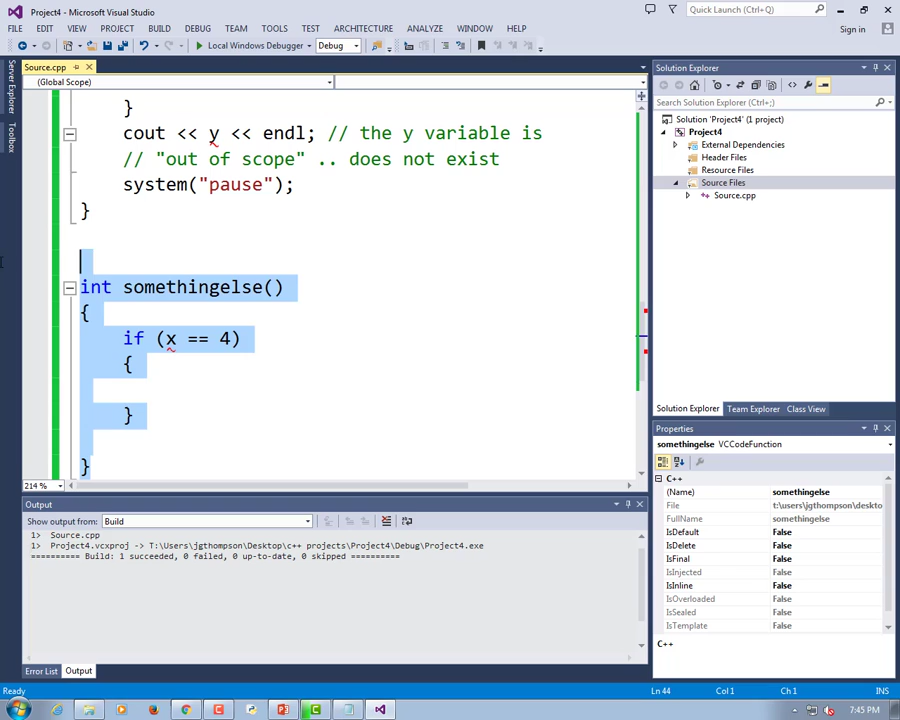 Project4 - Microsoft Visual Studio
Quick Launch (Ctrl+;)
FILE EDIT VIEW PROJECT BUILD DEBUG TEAM TOOLS TEST ARCHITECTURE ANALYZE WINDOW HELP
Sign in
Local Windows Debugger Debug
Server Explorer
Toolbox
Source.cpp
(Global Scope)
}
cout << y << endl; // the y variable is
// "out of scope" .. does not exist
system("pause");
}
int somethingelse()
{
if (x == 4)
{
}
}
214 %
Solution Explorer
Search Solution Explorer (Ctrl+;)
Solution 'Project4' (1 project)
Project4
External Dependencies
Header Files
Resource Files
Source Files
Source.cpp
Solution Explorer Team Explorer Class View
Properties
somethingelse VCCodeFunction
C++
(Name) somethingelse
File t:\users\jgthompson\deskto
FullName somethingelse
IsDefault False
IsDelete False
IsFinal False
IsInjected False
IsInline False
IsOverloaded False
IsSealed False
IsTemplate False
C++
Output
Show output from: Build
1> Source.cpp
1> Project4.vcxproj -> T:\Users\jgthompson\Desktop\c++ projects\Project4\Debug\Project4.exe
========== Build: 1 succeeded, 0 failed, 0 up-to-date, 0 skipped ==========
Error List Output
Ready Ln 44 Col 1 Ch 1 INS
7:45 PM